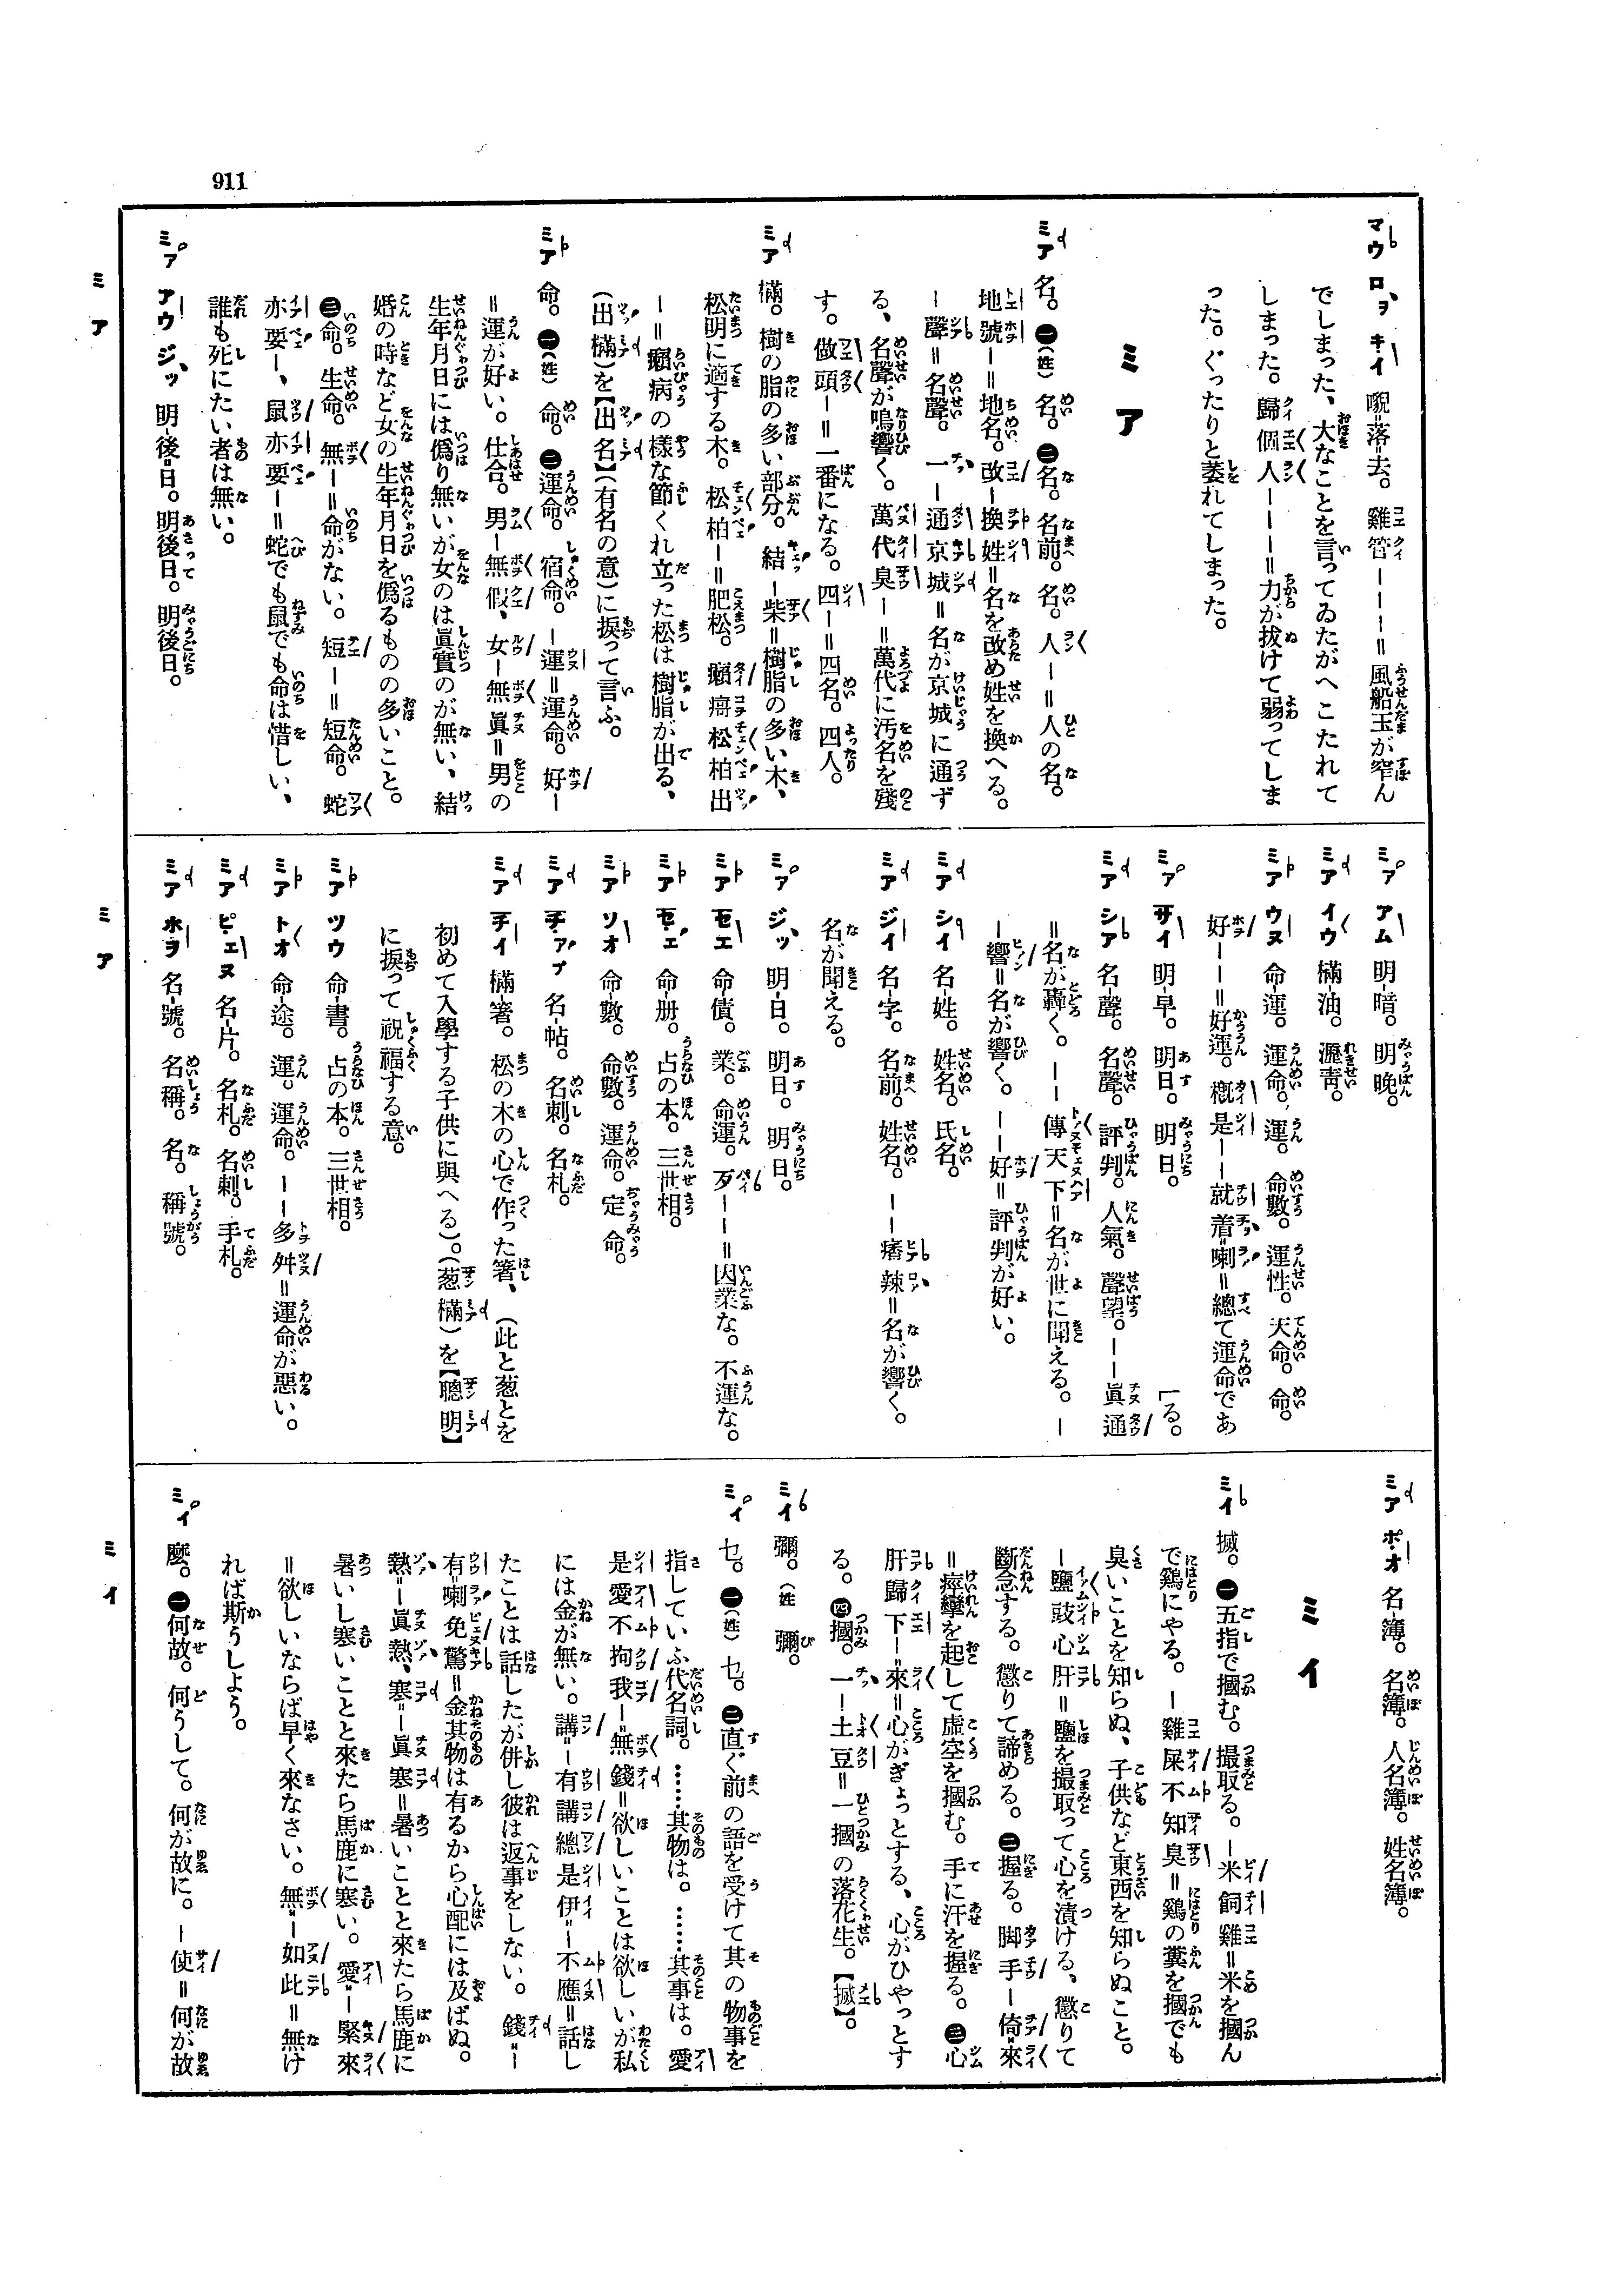 911
マウ ロヲ キイ 嘅落=去。雞管ーーーー=風船玉が窄ん
でしまった、大なことを言ってゐたがへこたれて
しまった。歸個人ーーーー=力が拔けて弱ってしま
った。ぐったりと萎れてしまった。
ミア
ミア 名。㊀(姓) 名。㊁名。名前。名。人ー=人の名。
地號ー=地名。改ー換姓=名を改め姓を換へる。
ー聲=名聲。一ー通京城=名が京城に通ず
る、名聲が鳴響く。萬代臭ー=萬代に汚名を殘
す。做頭ー=一番になる。四ー=四名。四人。
ミア 樠。樹の脂の多い部分。結ー柴=樹脂の多い木、
松明に適する木。松柏ー=肥松。癩𤸁松柏出
ー=癩病の樣な節くれ立った松は樹脂が出る、
(出樠)を【出名】(有名の意)に捩って言ふ。
ミア 命。㊀(姓) 命。㊁運命。宿命。ー運=運命。好ー
=運が好い。仕合。男ー無假、女ー無眞=男の
生年月日には僞り無いが女のは眞實のが無い、結
婚の時など女の生年月日を僞るものの多いこと。
㊂命。生命。無ー=命がない。短ー=短命。蛇
亦要ー、鼠亦要ー=蛇でも鼠でも命は惜しい、
誰も死にたい者は無い。
ミア アウ ジッ 明-後=日。明後日。明後日。
ミア アム 明-暗。明晚。
ミア イウ 樠-油。瀝靑。
ミア ウヌ 命-運。運命。運。命數。運性。天命。命。
好ーーー=好運。槪是ーー就着=喇=總て運命であ
「る。
ミア サイ 明-早。明日。明日。
ミア シア 名-聲。名聲。評判。人氣。聲望。ーー眞通
=名が轟く。ーー傳天下=名が世に聞える。ー
ー響=名が響く。ーー好=評判が好い。
ミア シイ 名-姓。姓名。氏名。
ミア ジイ 名-字。名前。姓名。ーー 辣=名が響く。
名が聞える。
ミア ジッ 明-日。明日。明日。
ミア セエ 命-債。業。命運。歹ーー=因業な。不運な。
ミア セェ 命-册。占の本。三世相。
ミア ソオ 命-數。命數。運命。定命。
ミア チァプ 名-帖。名刺。名札。
ミア チイ 樠-箸。松の木の心で作った箸、(此と葱とを
初めて入學する子供に與へる)。(葱樠)を【聰明】
に捩って祝福する意。
ミア ツウ 命-書。占の本。三世相。
ミア トオ 命-途。運。運命。ーー多舛=運命が惡い。
ミア ピェヌ 名-片。名札。名刺。手札。
ミア ホヲ 名-號。名稱。名。稱號。
ミア ポオ 名-簿。名簿。人名簿。姓名簿。
ミイ
ミイ 搣。㊀五指で摑む。撮取る。ー米飼雞=米を摑ん
で鷄にやる。ー雞屎不知臭=鷄の糞を摑でも
臭いことを知らぬ、子供など東西を知らぬこと。
ー鹽豉心肝=鹽を撮取って心を漬ける、懲りて
斷念する。懲りて諦める。㊁握る。脚手ー倚=來
=痙攣を起して虛空を摑む。手に汗を握る。㊂心
肝歸下ー來=心がぎょっとする、心がひやっとす
る。㊃摑。一ー土豆=一摑の落花生。【搣】。
ミイ 彌。(姓 彌。
ミィ 乜。㊀(姓) 乜。㊁直ぐ前の語を受けて其の物事を
指していふ代名詞。……其物は。……其事は。愛
是愛不拘我ー=無錢=欲しいことは欲しいが私
には金が無い。講=ー有講總是伊=ー不應=話し
たことは話したが併し彼は返事をしない。錢=ー
有=喇免驚=金其物は有るから心配には及ばぬ。
熱=ー眞熱、寒=ー眞寒=暑いことと來たら馬鹿に
暑いし寒いことと來たら馬鹿に寒い。愛=ー緊來
=欲しいならば早く來なさい。無=ー如此=無け
れば斯うしよう。
ミィ 麼。㊀何故。何うして。何が故に。ー使=何が故
ミア
ミア
ミイ